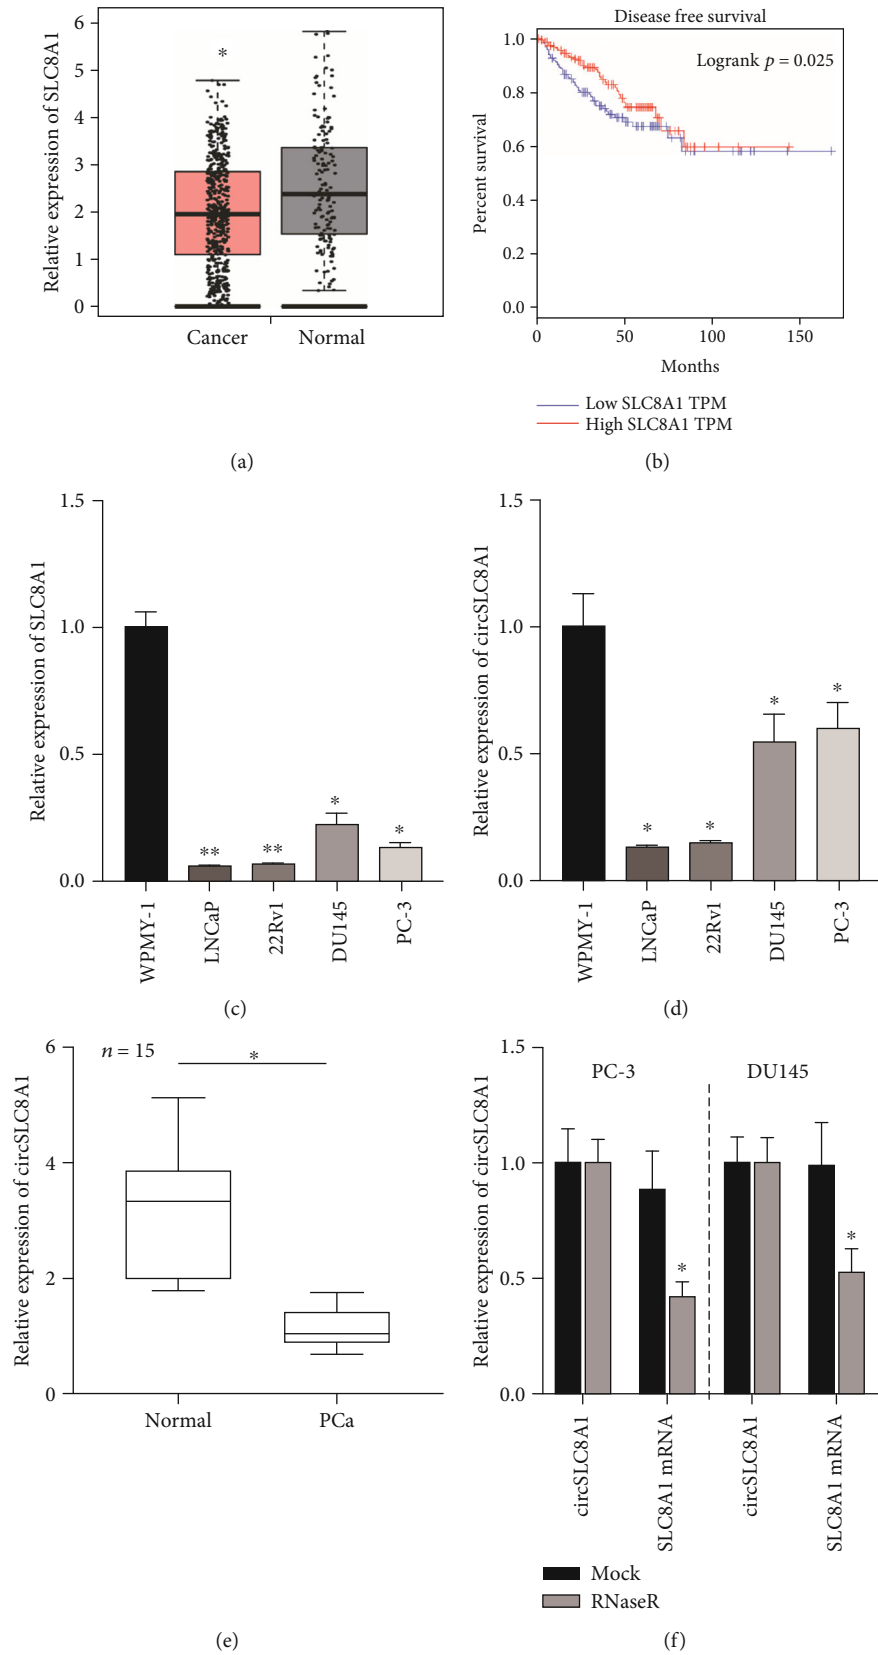 Relative expression of SLC8A1
6
5
4
3
2
1
0
*
Cancer
Normal
(a)
Disease free survival
Logrank p = 0.025
Percent survival
1.0
0.8
0.6
0.4
0.2
0.0
0
50
100
150
Months
Low SLC8A1 TPM
High SLC8A1 TPM
(b)
Relative expression of SLC8A1
1.5
1.0
0.5
0.0
**
**
*
*
WPMY-1
LNCaP
22Rv1
DU145
PC-3
(c)
Relative expression of circSLC8A1
1.5
1.0
0.5
0.0
*
*
*
*
WPMY-1
LNCaP
22Rv1
DU145
PC-3
(d)
Relative expression of circSLC8A1
6
4
2
0
n = 15
*
Normal
PCa
(e)
Relative expression of circSLC8A1
1.5
1.0
0.5
0.0
PC-3
DU145
*
*
circSLC8A1
SLC8A1 mRNA
circSLC8A1
SLC8A1 mRNA
Mock
RNaseR
(f)